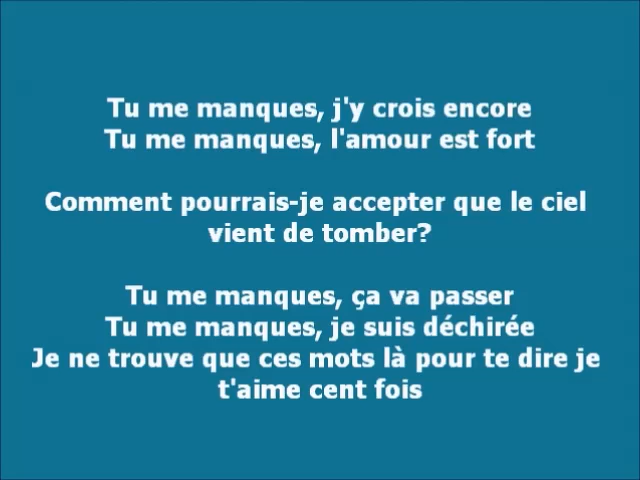 Tu me manques, j'y crois encore
Tu me manques, l'amour est fort
Comment pourrais-je accepter que le ciel
vient de tomber?
Tu me manques, ça va passer
Tu me manques, je suis déchirée
Je ne trouve que ces mots là pour te dire je
t'aime cent fois